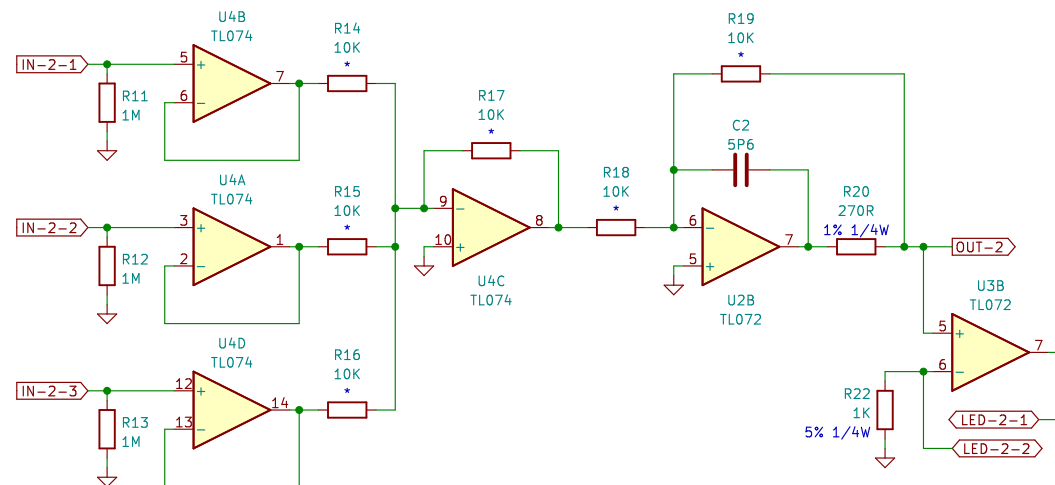 U4B
TL074
IN-2-1
5
+
6
−
7
R11
1M
R14
10K
*
U4A
TL074
IN-2-2
3
+
2
−
1
R12
1M
R15
10K
*
U4D
TL074
IN-2-3
12
+
13
−
14
R13
1M
R16
10K
*
R17
10K
*
9
−
10
+
8
U4C
TL074
R18
10K
*
R19
10K
*
C2
5P6
6
−
5
+
7
U2B
TL072
R20
270R
1% 1/4W
OUT-2
U3B
TL072
5
+
6
−
7
R22
1K
5% 1/4W
LED-2-1
LED-2-2